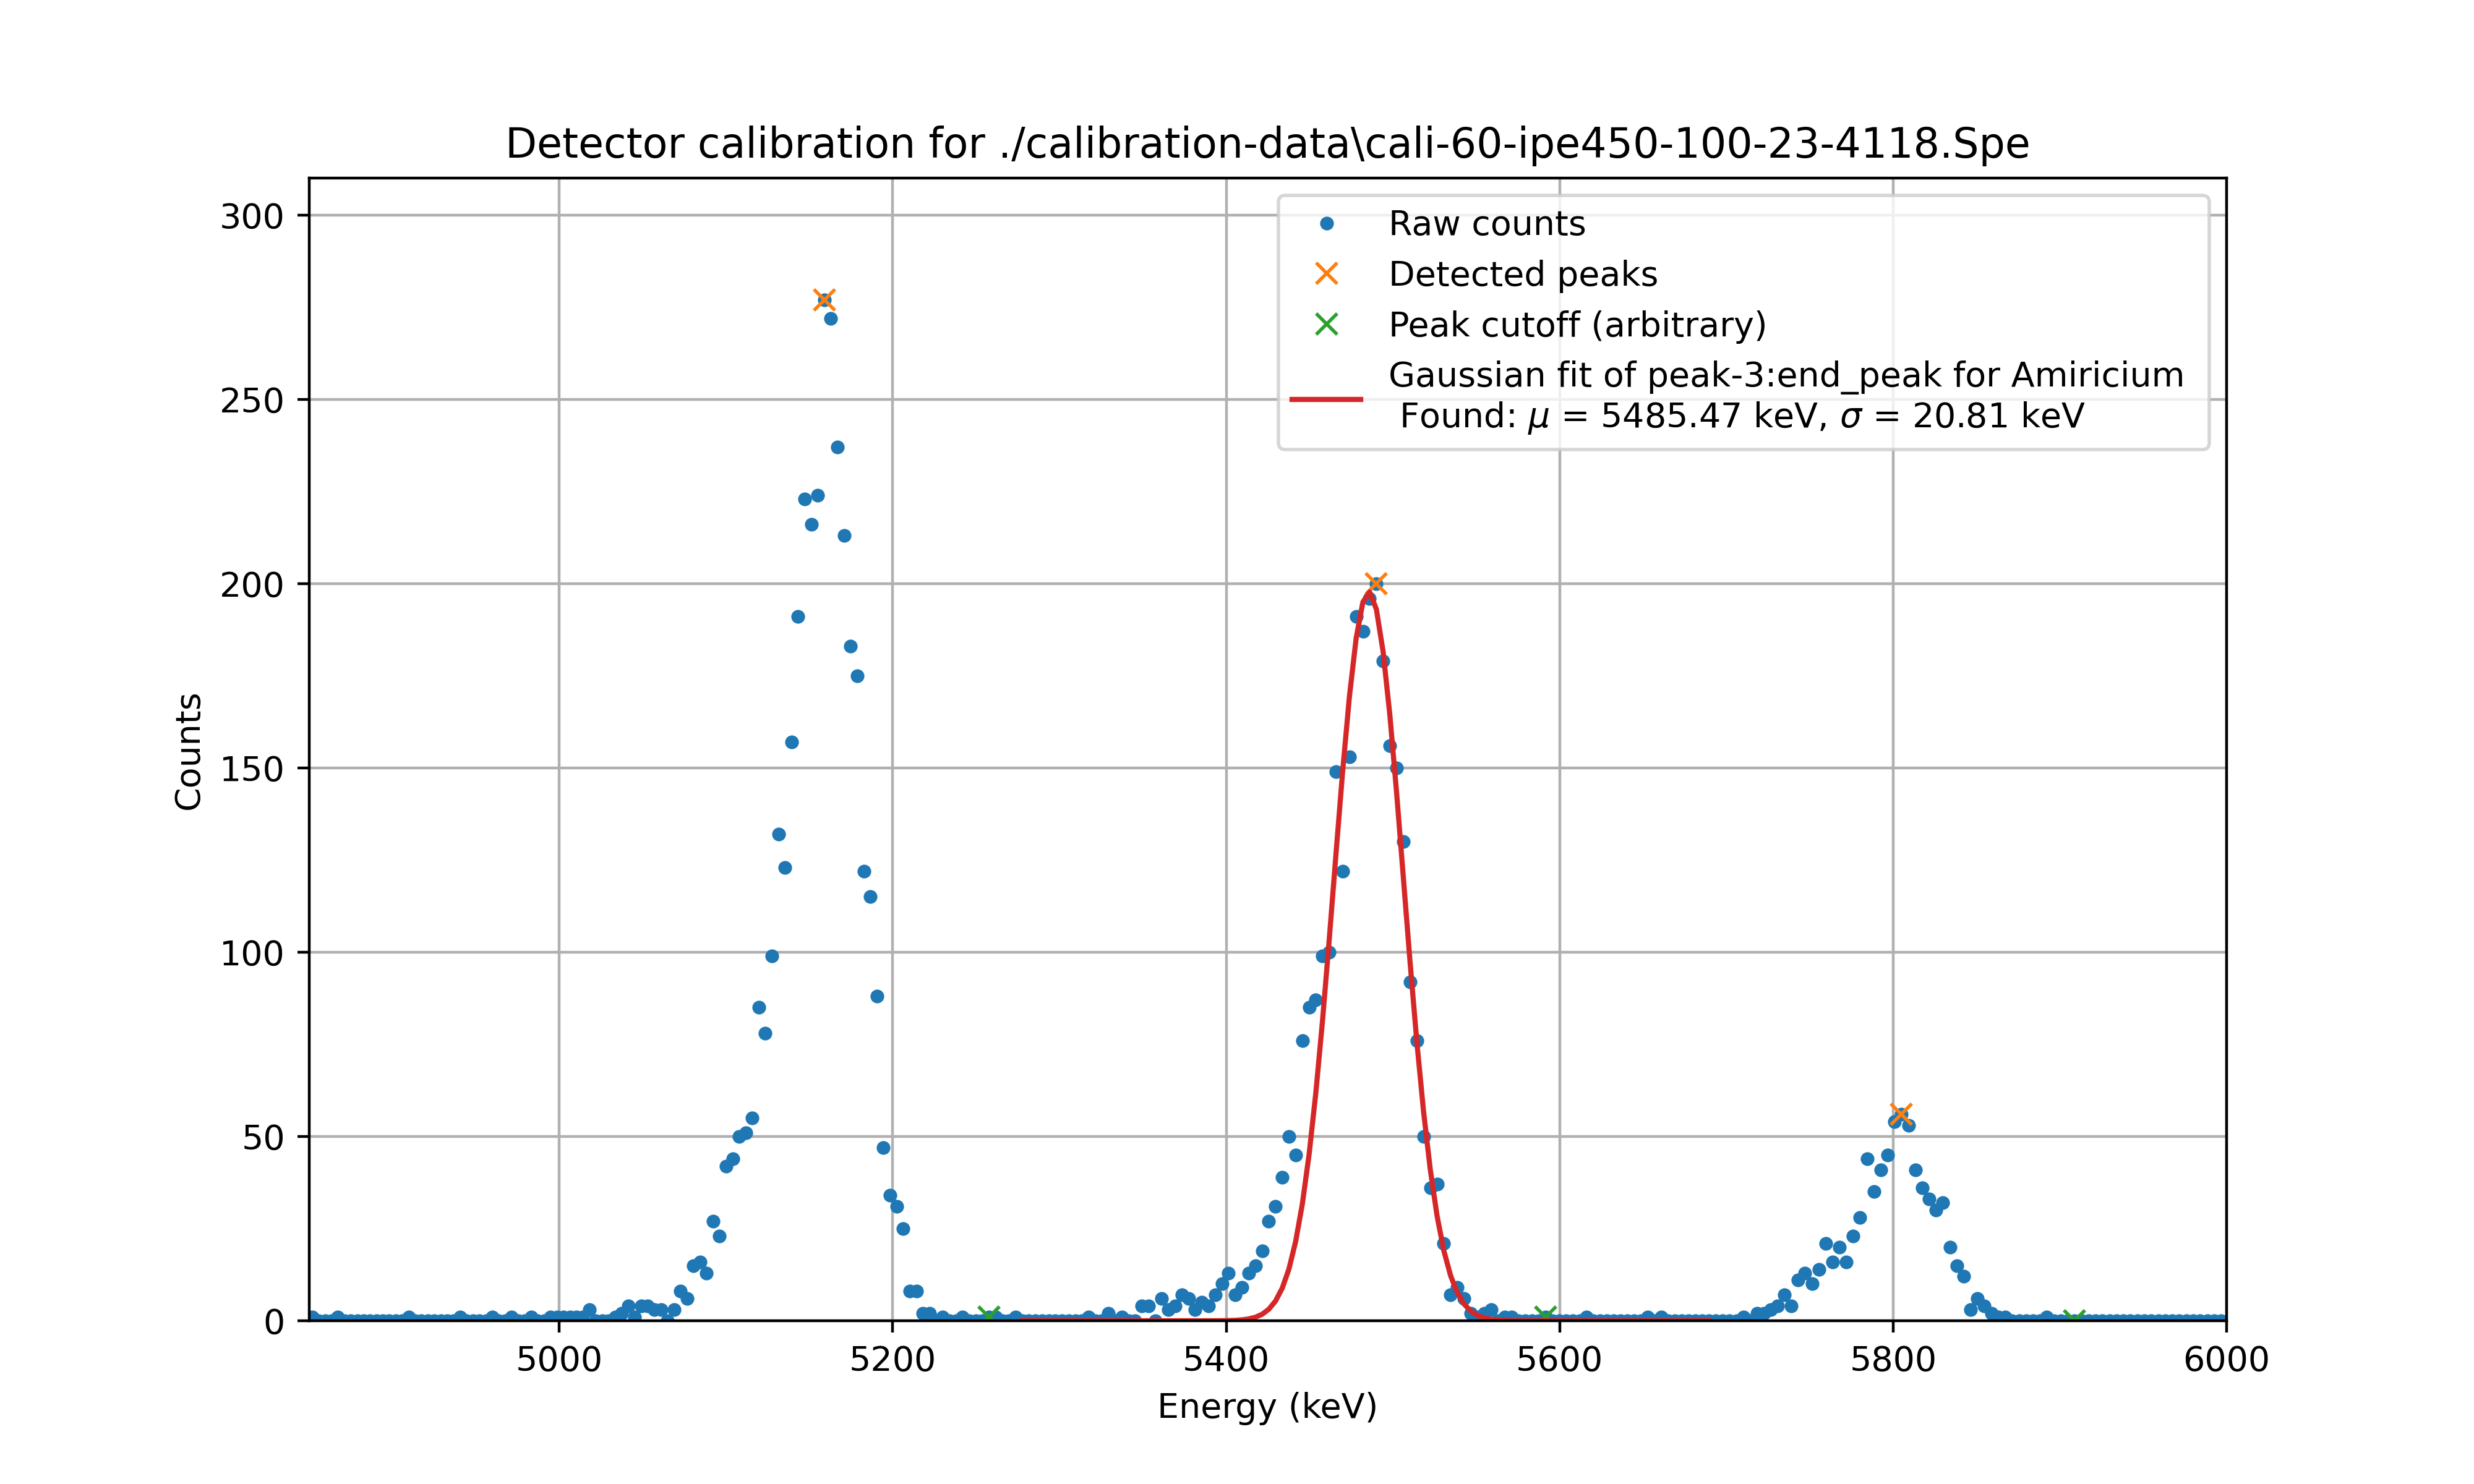 Detector calibration for ./calibration-data\cali-60-ipe450-100-23-4118.Spe
300
250
200
150
100
50
0
Counts
Raw counts
Detected peaks
Peak cutoff (arbitrary)
Gaussian fit of peak-3:end_peak for Amiricium
Found: μ = 5485.47 keV, σ = 20.81 keV
5000 5200 5400 5600 5800 6000
Energy (keV)